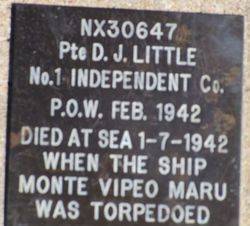 NX30647
Pte D. J. LITTLE
No.1 INDEPENDENT Co.
P.O.W. FEB. 1942
DIED AT SEA 1-7-1942
WHEN THE SHIP
MONTE VIPEO MARU
WAS TORPEDOED